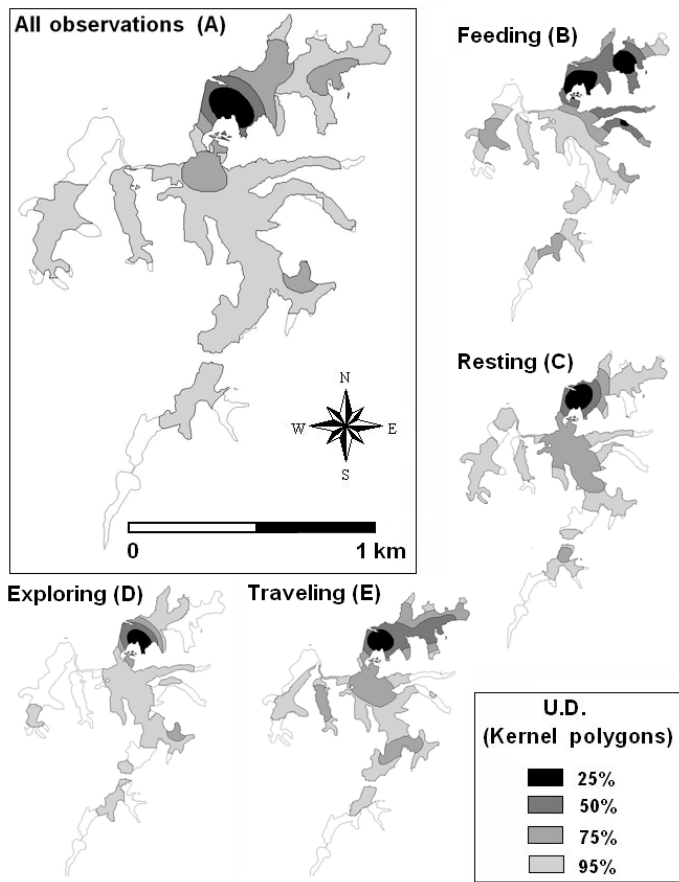 All observations (A)
Feeding (B)
N
W E
S
0 1 km
Resting (C)
Exploring (D) Traveling (E)
U.D.
(Kernel polygons)
25%
50%
75%
95%